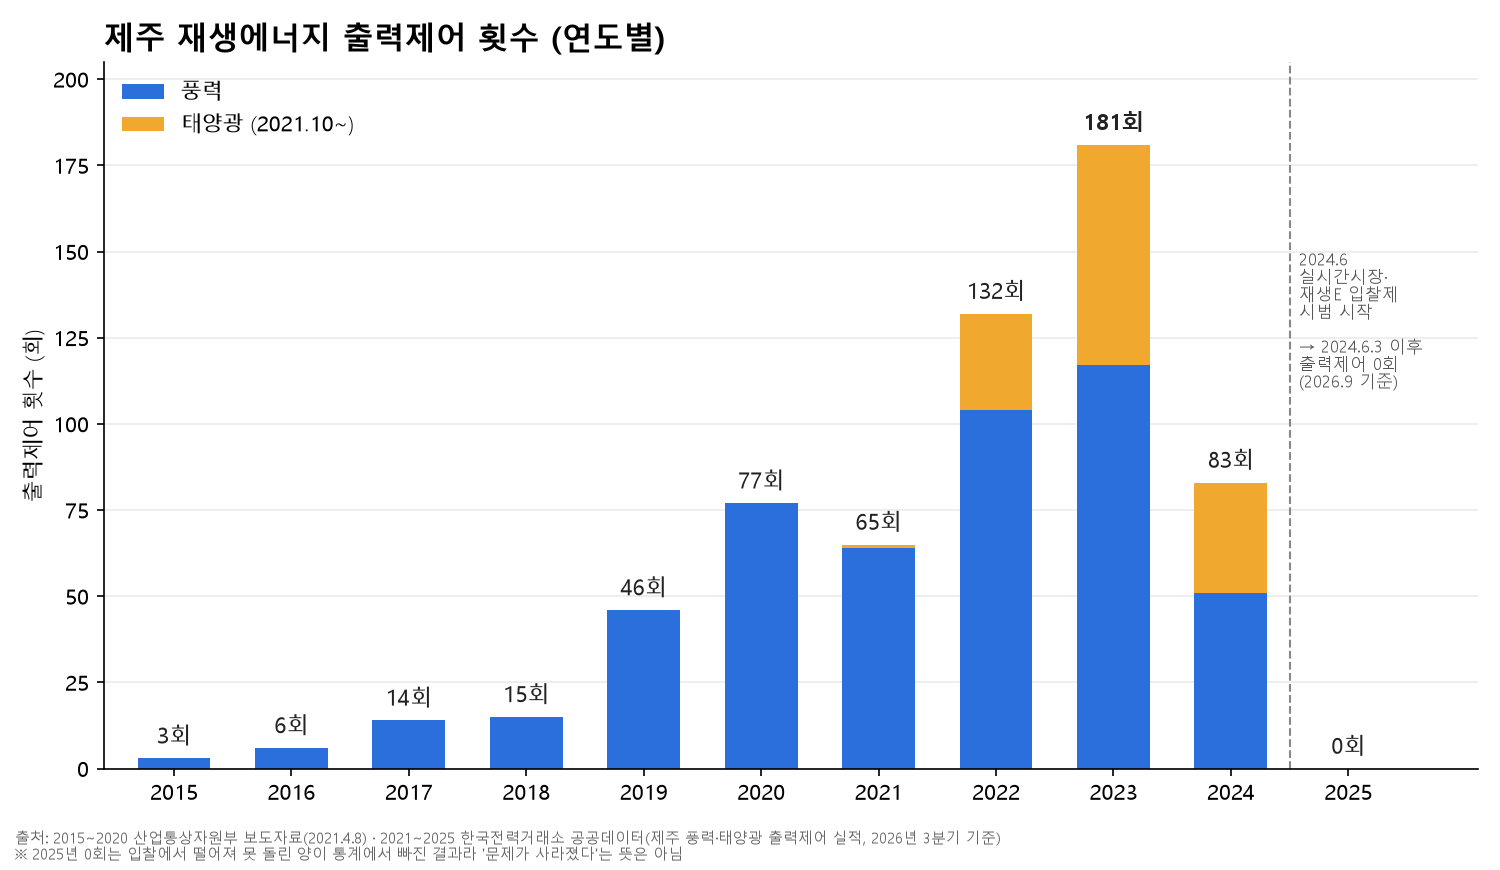 제주 재생에너지 출력제어 횟수 (연도별)
풍력
태양광 (2021.10~)
출력제어 횟수 (회)
200
175
150
125
100
75
50
25
0
3회
6회
14회
15회
46회
77회
65회
132회
181회
83회
0회
2024.6
실시간시장·
재생E 입찰제
시범 시작
→ 2024.6.3 이후
출력제어 0회
(2026.9 기준)
2015
2016
2017
2018
2019
2020
2021
2022
2023
2024
2025
출처: 2015~2020 산업통상자원부 보도자료(2021.4.8) · 2021~2025 한국전력거래소 공공데이터(제주 풍력·태양광 출력제어 실적, 2026년 3분기 기준)
※ 2025년 0회는 입찰에서 떨어져 못 돌린 양이 통계에서 빠진 결과라 '문제가 사라졌다'는 뜻은 아님